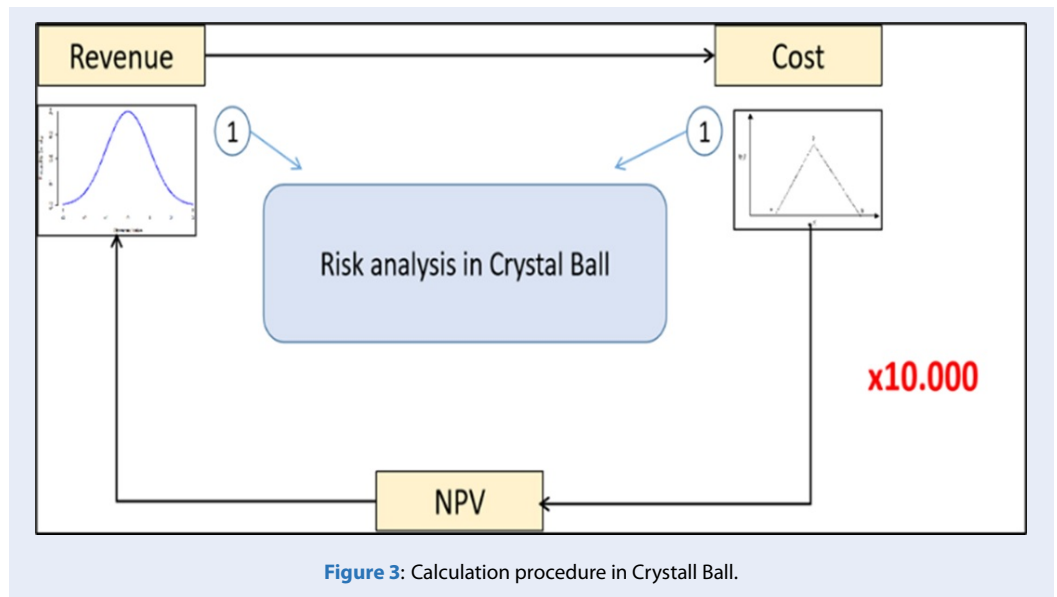 Revenue
Cost
1
1
Risk analysis in Crystal Ball
x10.000
NPV
Figure 3: Calculation procedure in Crystall Ball.